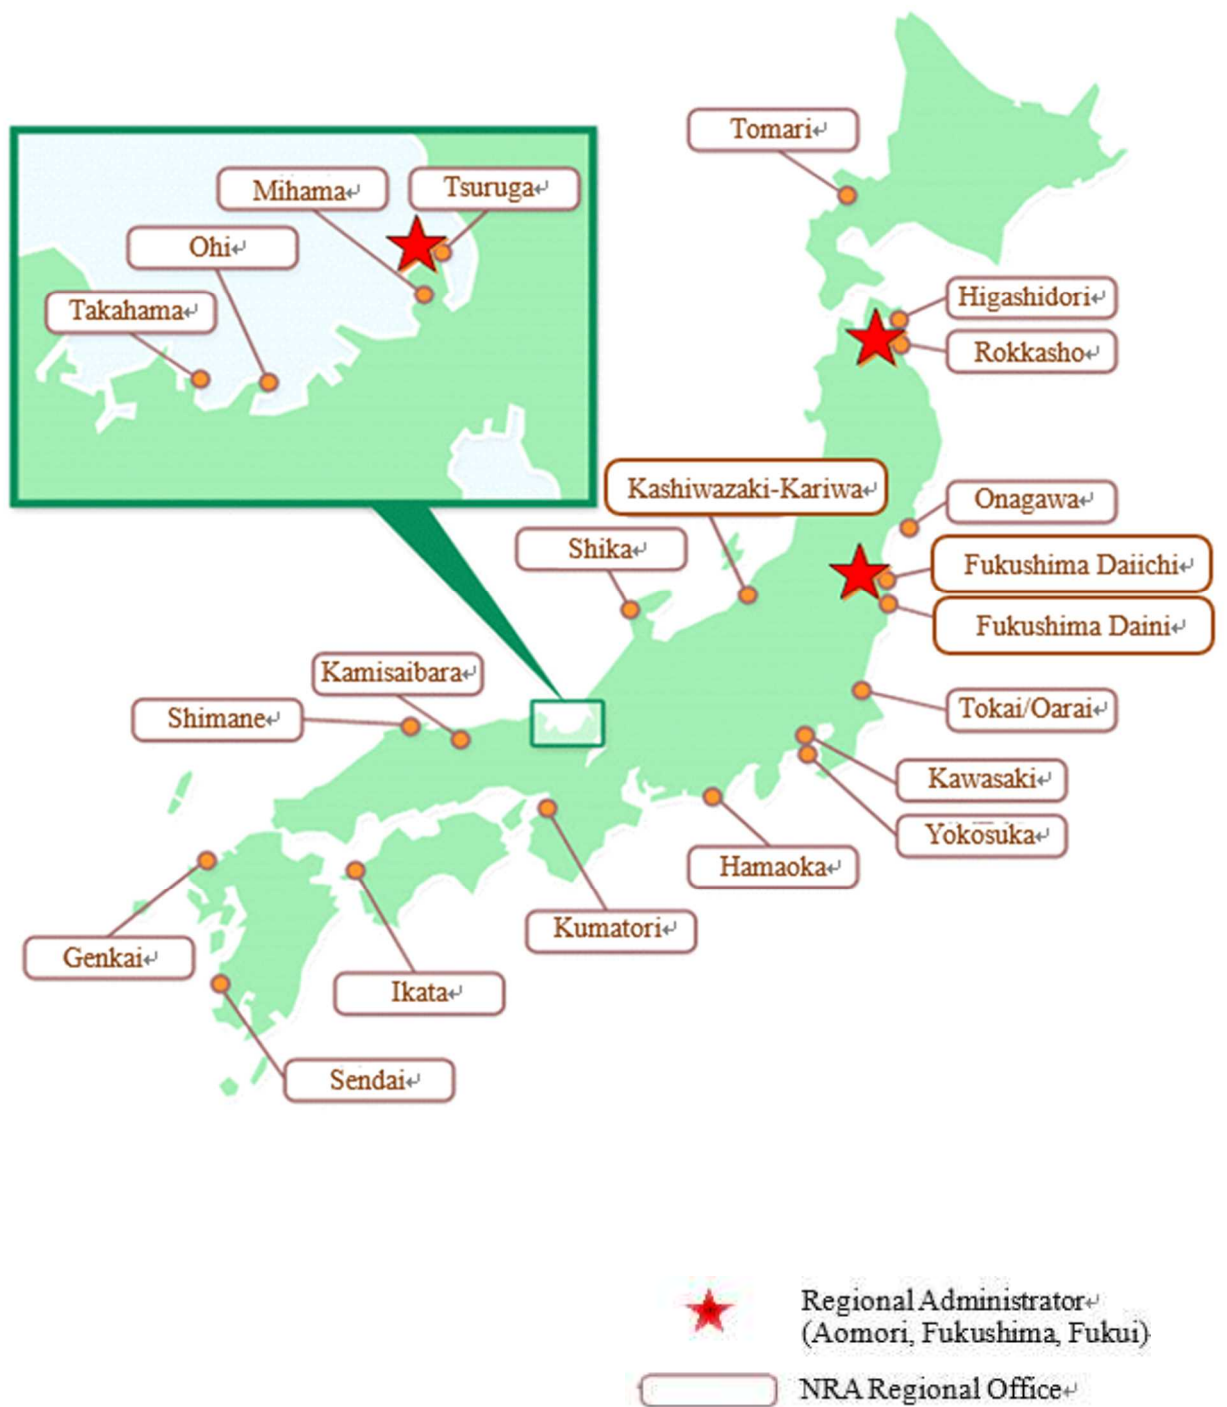 Tomari↵
Mihama↵
Tsuruga↵
Ohi↵
Takahama↵
Higashidori↵
Rokkasho↵
Kashiwazaki-Kariwa↵
Onagawa↵
Shika↵
Fukushima Daiichi↵
Fukushima Daini↵
Kamisaibara↵
Shimane↵
Tokai/Oarai↵
Kawasaki↵
Yokosuka↵
Hamaoka↵
Kumatori↵
Genkai↵
Ikata↵
Sendai↵
Regional Administrator↵
(Aomori, Fukushima, Fukui)
NRA Regional Office↵